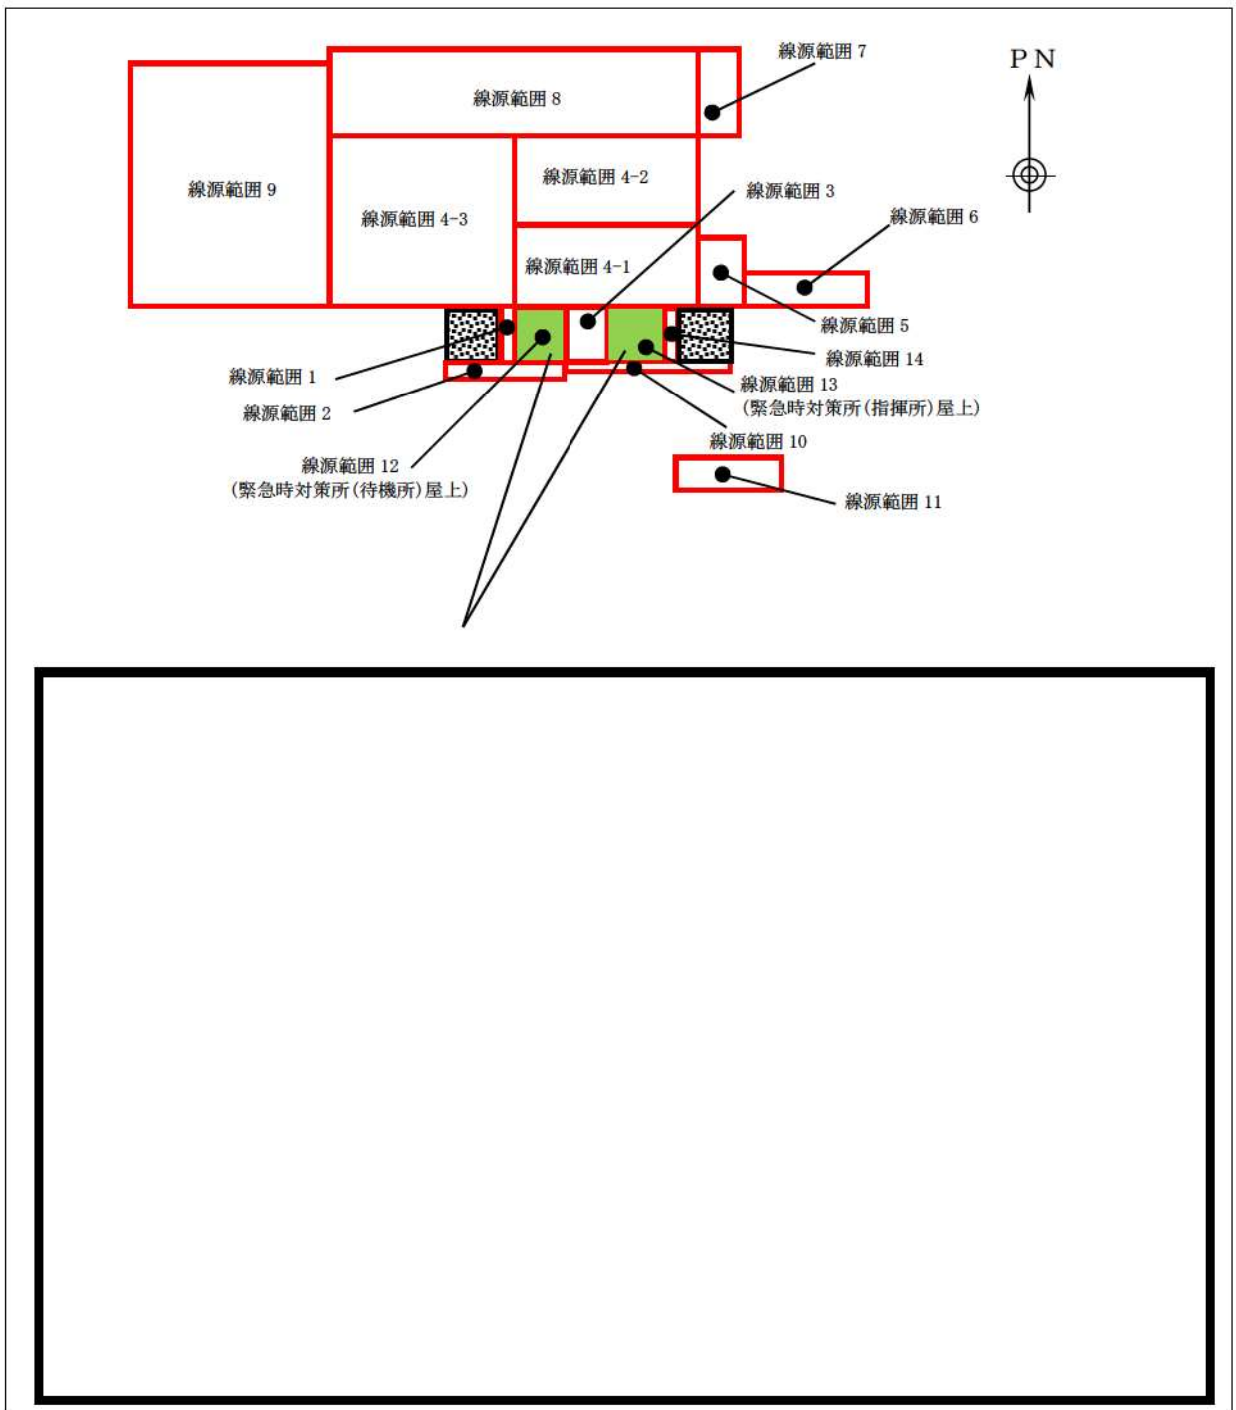 線源範囲 7
PN
線源範囲 8
線源範囲 4-2
線源範囲 9
線源範囲 3
線源範囲 4-3
線源範囲 6
線源範囲 4-1
線源範囲 5
線源範囲 14
線源範囲 1
線源範囲 13
(緊急時対策所(指揮所)屋上)
線源範囲 2
線源範囲 10
線源範囲 12
(緊急時対策所(待機所)屋上)
線源範囲 11